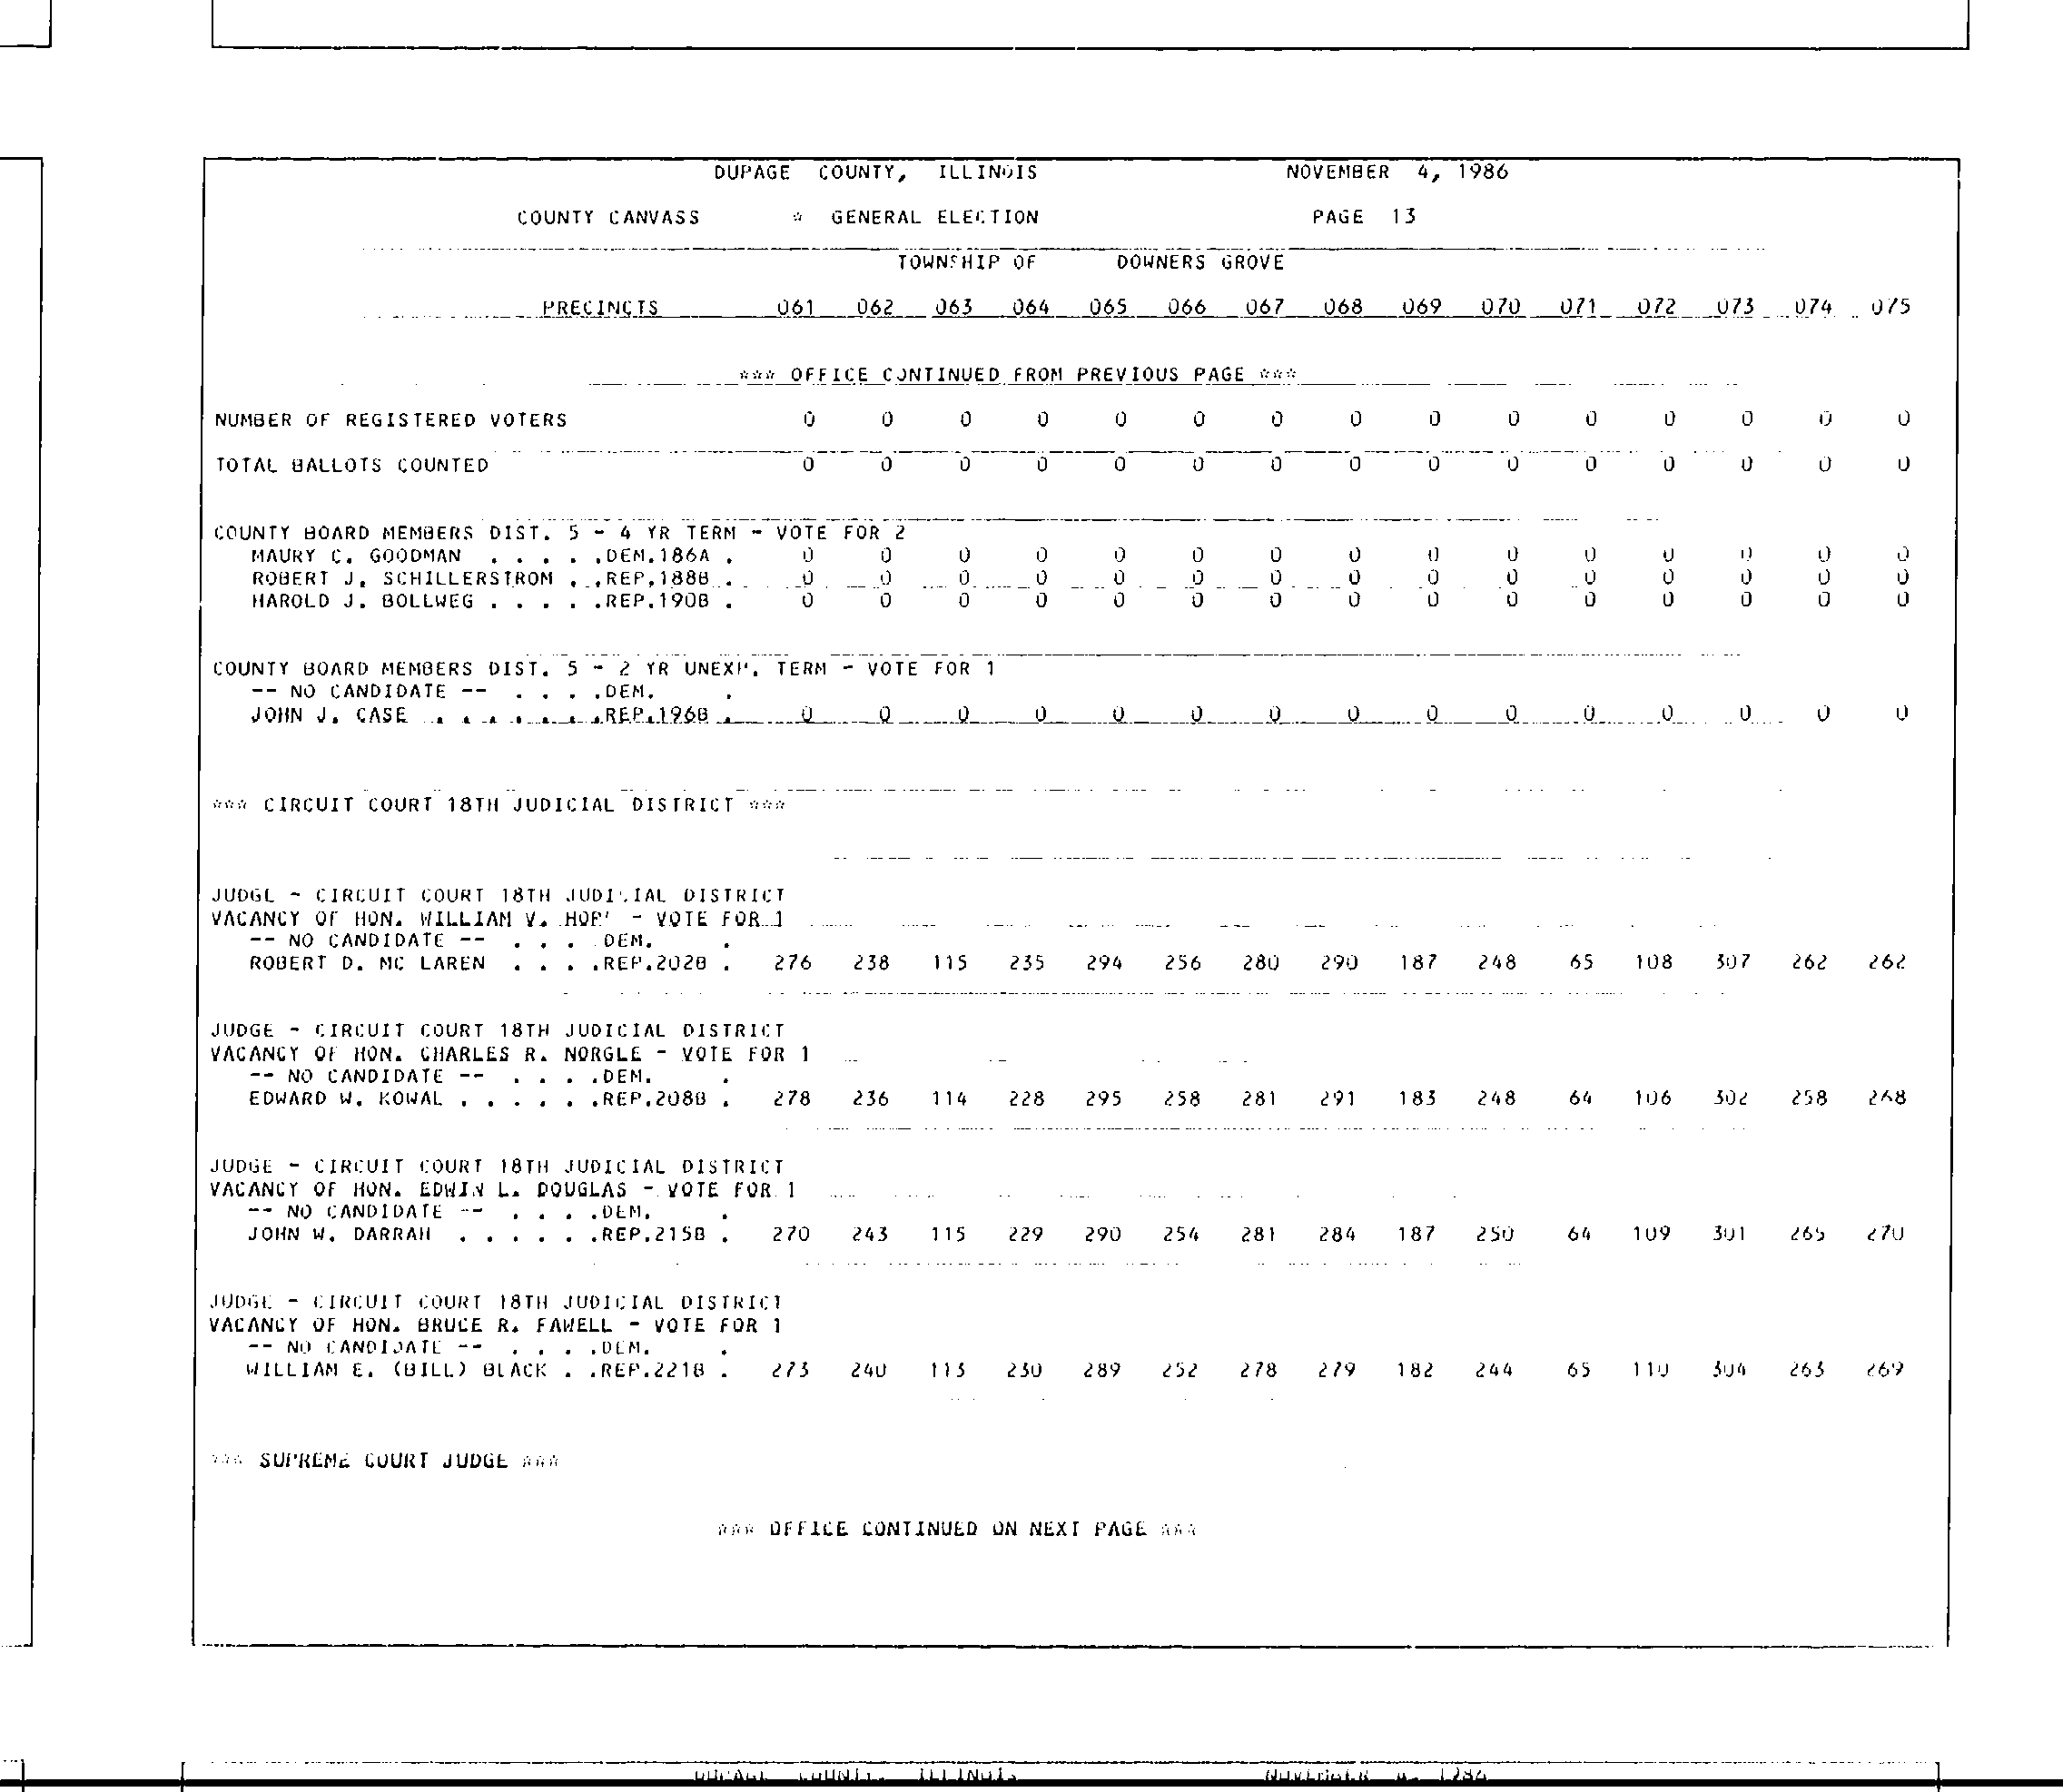 DUPAGE COUNTY, ILLINOIS NOVEMBER 4, 1986
COUNTY CANVASS * GENERAL ELECTION PAGE 13
TOWNSHIP OF DOWNERS GROVE
PRECINCTS 061 062 063 064 065 066 067 068 069 070 071 072 073 074 075
*** OFFICE CONTINUED FROM PREVIOUS PAGE ***
NUMBER OF REGISTERED VOTERS 0 0 0 0 0 0 0 0 0 0 0 0 0 0 0
TOTAL BALLOTS COUNTED 0 0 0 0 0 0 0 0 0 0 0 0 0 0 0
COUNTY BOARD MEMBERS DIST. 5 - 4 YR TERM - VOTE FOR 2
MAURY C. GOODMAN . . . . .DEM.186A . 0 0 0 0 0 0 0 0 0 0 0 0 0 0 0
ROBERT J. SCHILLERSTROM . .REP.188B . 0 0 0 0 0 0 0 0 0 0 0 0 0 0 0
HAROLD J. BOLLWEG . . . . .REP.190B . 0 0 0 0 0 0 0 0 0 0 0 0 0 0 0
COUNTY BOARD MEMBERS DIST. 5 - 2 YR UNEXP. TERM - VOTE FOR 1
-- NO CANDIDATE -- . . . .DEM. .
JOHN J. CASE . . . . . . .REP.196B . 0 0 0 0 0 0 0 0 0 0 0 0 0 0 0
*** CIRCUIT COURT 18TH JUDICIAL DISTRICT ***
JUDGE - CIRCUIT COURT 18TH JUDICIAL DISTRICT
VACANCY OF HON. WILLIAM V. - VOTE FOR 1
-- NO CANDIDATE -- . . . DEM. .
ROBERT D. MC LAREN . . . .REP.202B . 276 238 115 235 294 256 280 290 187 248 65 108 307 262 262
JUDGE - CIRCUIT COURT 18TH JUDICIAL DISTRICT
VACANCY OF HON. CHARLES R. NORGLE - VOTE FOR 1
-- NO CANDIDATE -- . . . .DEM. .
EDWARD W. KOWAL . . . . . .REP.208B . 278 236 114 228 295 258 281 291 183 248 64 106 302 258 268
JUDGE - CIRCUIT COURT 18TH JUDICIAL DISTRICT
VACANCY OF HON. EDWIN L. DOUGLAS - VOTE FOR 1
-- NO CANDIDATE -- . . . .DEM. .
JOHN W. DARRAH . . . . . .REP.215B . 270 243 115 229 290 254 281 284 187 250 64 109 301 265 270
JUDGE - CIRCUIT COURT 18TH JUDICIAL DISTRICT
VACANCY OF HON. BRUCE R. FAWELL - VOTE FOR 1
-- NO CANDIDATE -- . . . .DEM. .
WILLIAM E. (BILL) BLACK . .REP.221B . 273 240 113 230 289 252 278 279 182 244 65 110 304 263 269
*** SUPREME COURT JUDGE ***
*** OFFICE CONTINUED ON NEXT PAGE ***